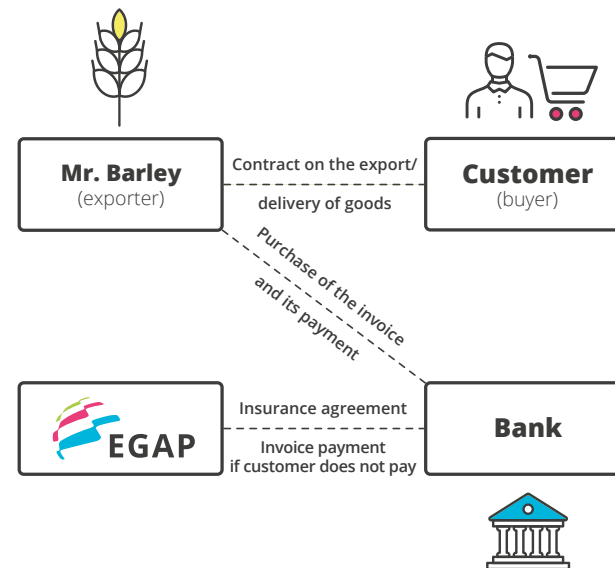 Mr. Barley
(exporter)
Contract on the export/
delivery of goods
Customer
(buyer)
Purchase of the invoice
and its payment
EGAP
Insurance agreement
Invoice payment
if customer does not pay
Bank